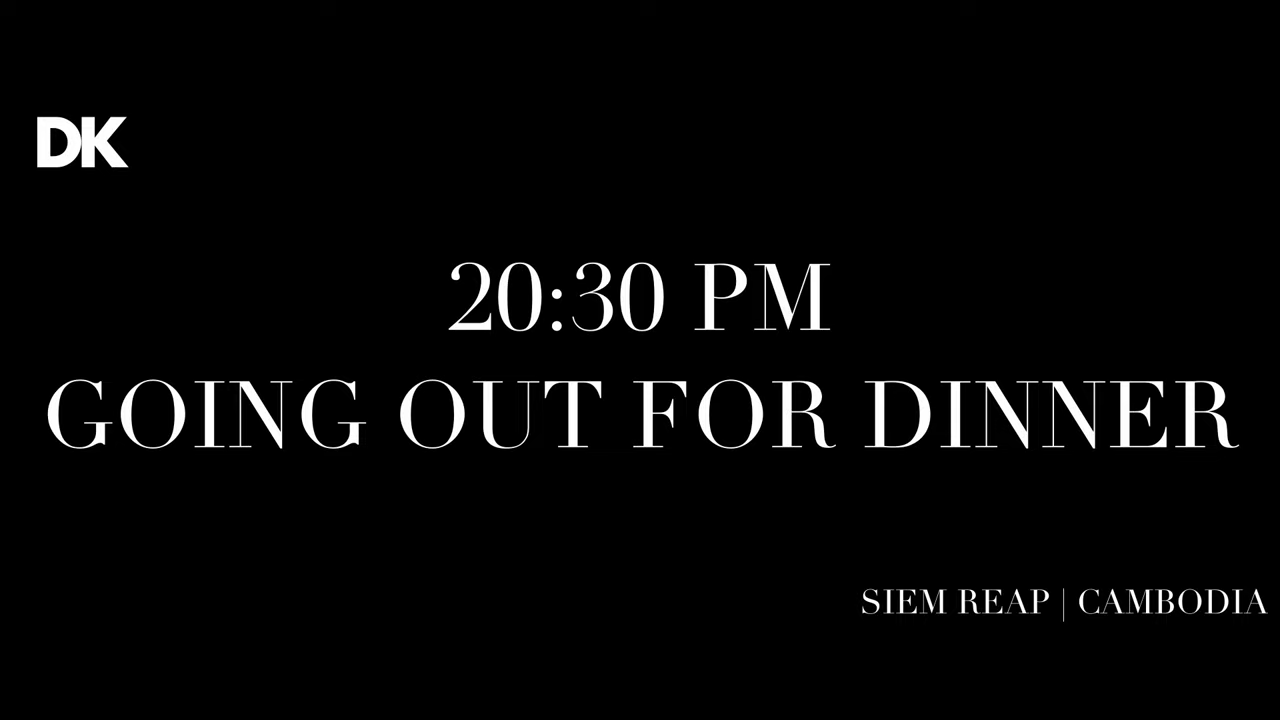 DK
20:30 PM
GOING OUT FOR DINNER
SIEM REAP | CAMBODIA